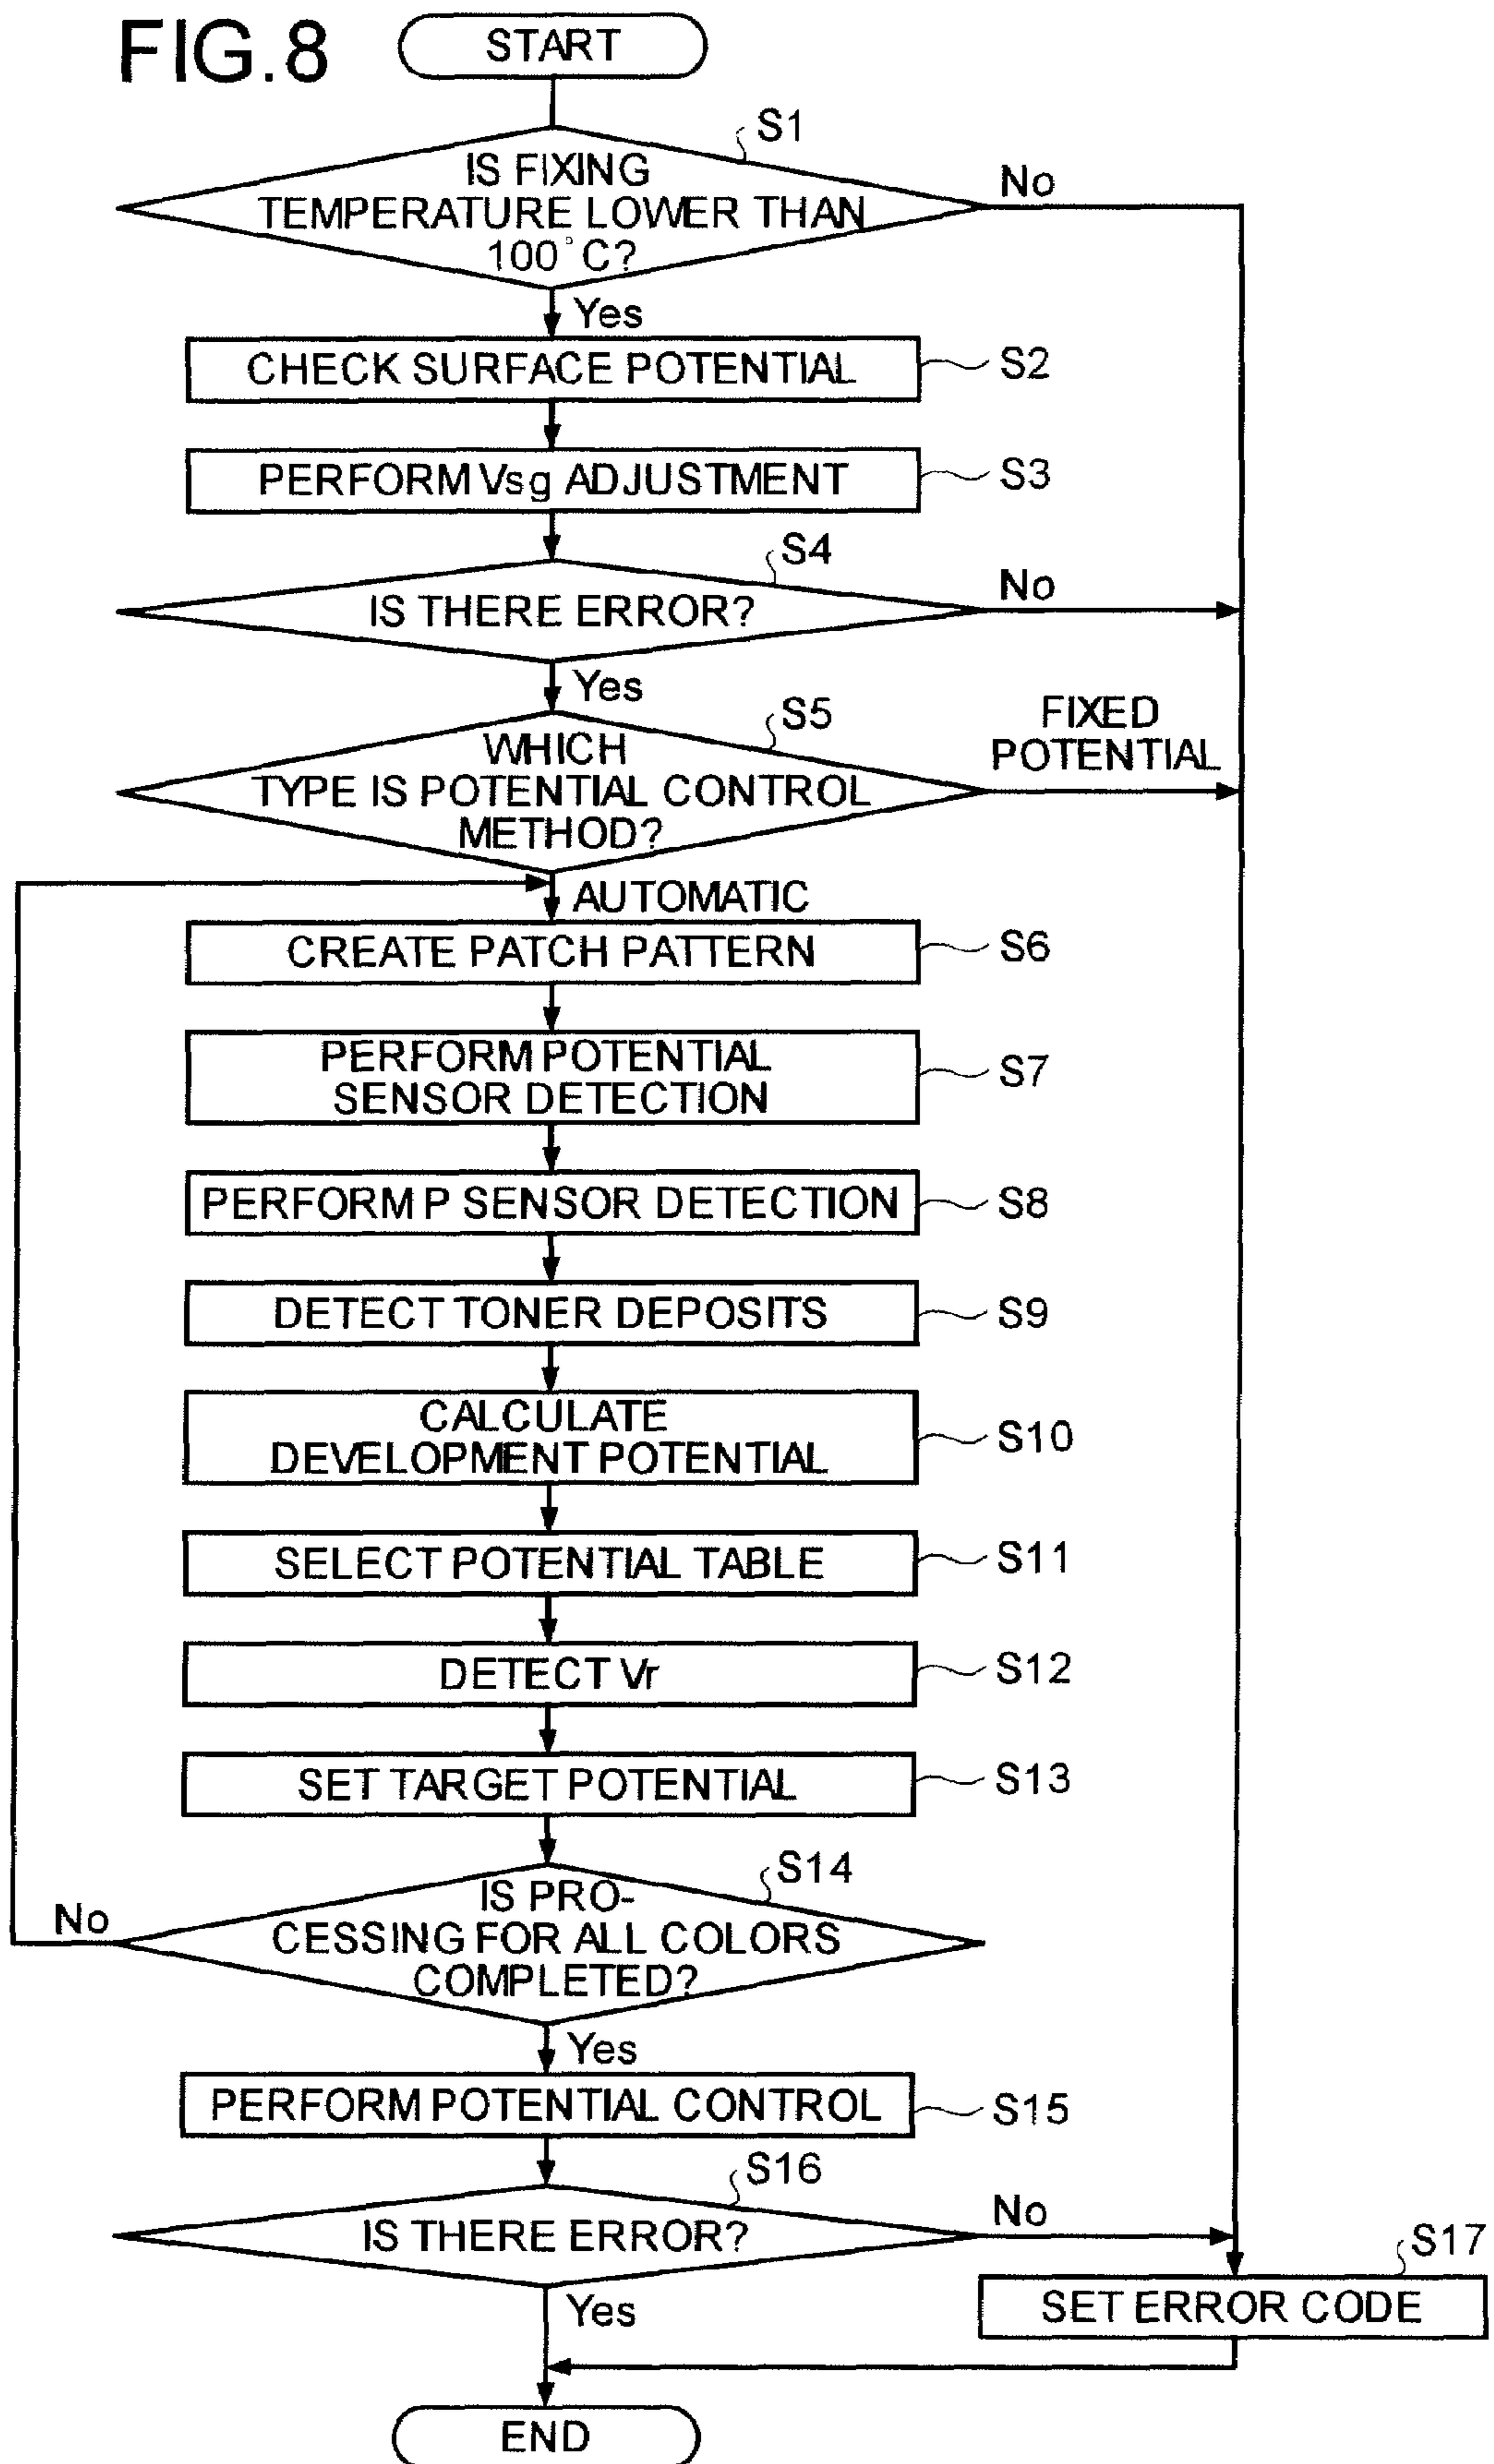 FIG.8
START
S1
IS FIXING
TEMPERATURE LOWER THAN
100°C?
No
Yes
CHECK SURFACE POTENTIAL
S2
PERFORM Vsg ADJUSTMENT
S3
S4
IS THERE ERROR?
No
Yes
S5
WHICH
TYPE IS POTENTIAL CONTROL
METHOD?
FIXED
POTENTIAL
AUTOMATIC
CREATE PATCH PATTERN
S6
PERFORM POTENTIAL
SENSOR DETECTION
S7
PERFORM P SENSOR DETECTION
S8
DETECT TONER DEPOSITS
S9
CALCULATE
DEVELOPMENT POTENTIAL
S10
SELECT POTENTIAL TABLE
S11
DETECT Vr
S12
SET TARGET POTENTIAL
S13
S14
IS PRO-
CESSING FOR ALL COLORS
COMPLETED?
No
Yes
PERFORM POTENTIAL CONTROL
S15
S16
IS THERE ERROR?
No
Yes
S17
SET ERROR CODE
END